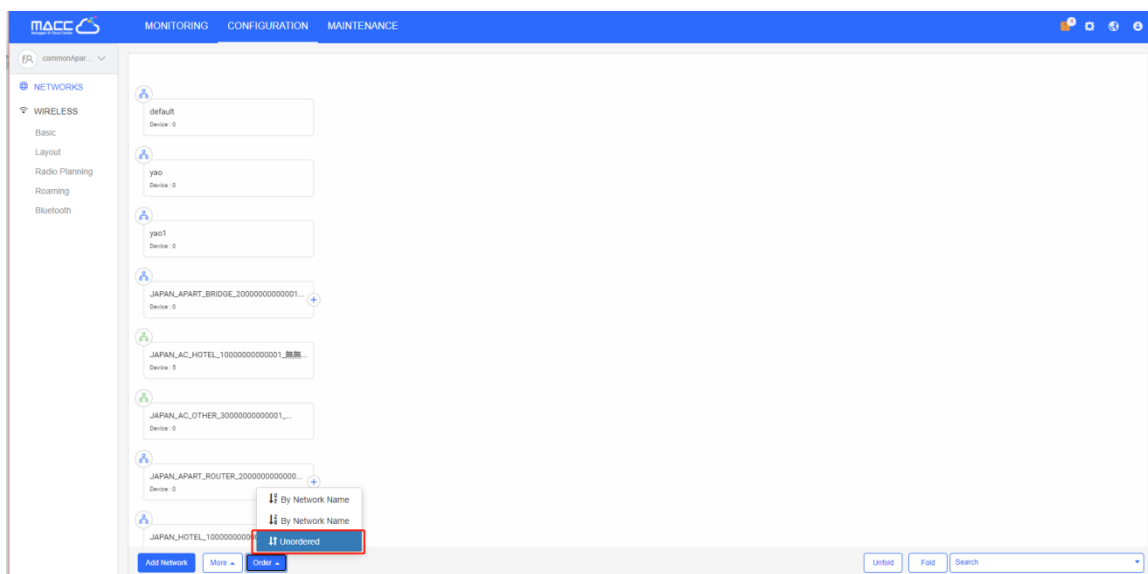 MACC
MONITORING CONFIGURATION MAINTENANCE
commonApar...
NETWORKS
WIRELESS
Basic
Layout
Radio Planning
Roaming
Bluetooth
default
Device : 0
yao
Device : 0
yao1
Device : 0
JAPAN_APART_BRIDGE_20000000000001...
Device : 0
JAPAN_AC_HOTEL_10000000000001_無無...
Device : 5
JAPAN_AC_OTHER_30000000000001_...
Device : 0
JAPAN_APART_ROUTER_2000000000000...
Device : 0
By Network Name
By Network Name
Unordered
Add Network More Order Unfold Fold Search